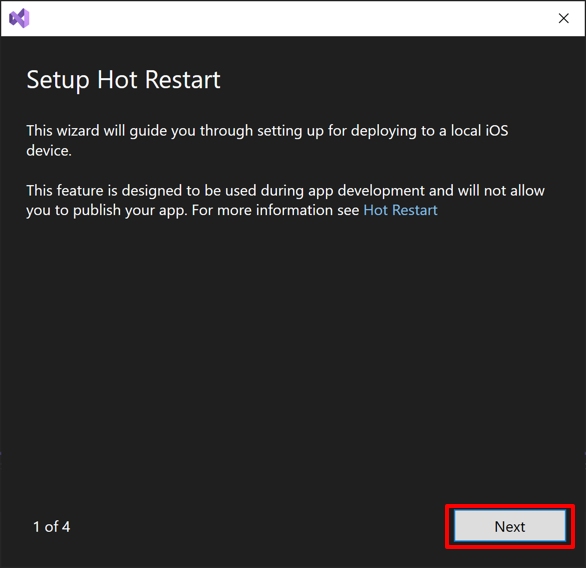 Setup Hot Restart
This wizard will guide you through setting up for deploying to a local iOS
device.
This feature is designed to be used during app development and will not allow
you to publish your app. For more information see Hot Restart
1 of 4
Next